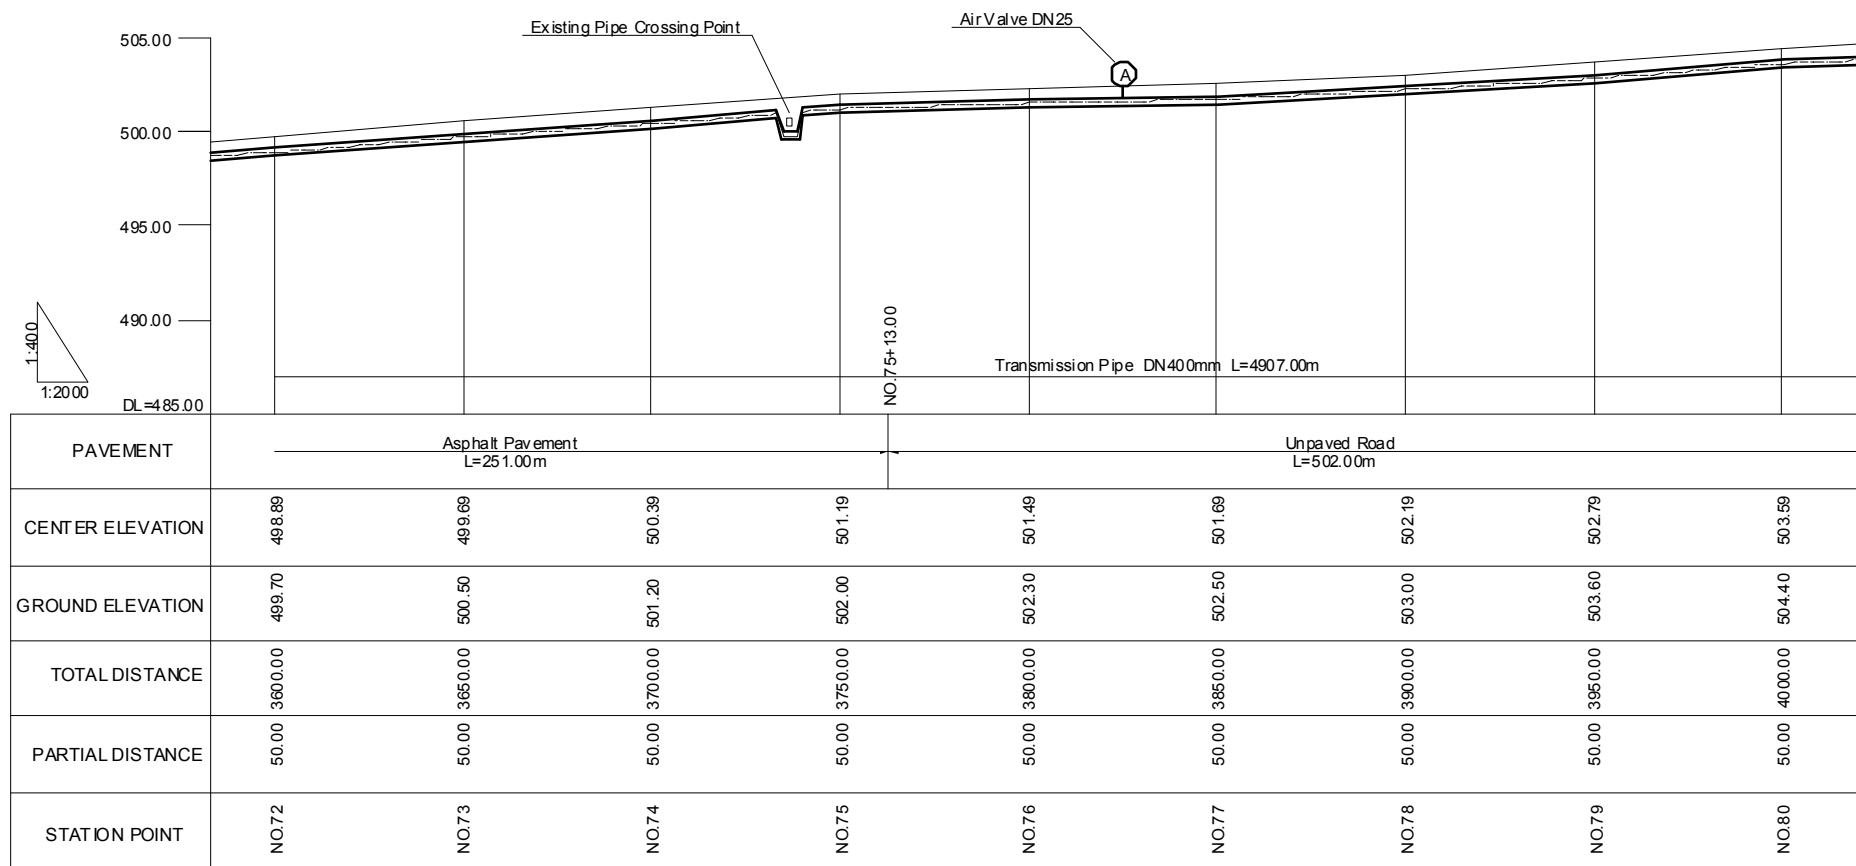 Existing Pipe Crossing Point
Air Valve DN25
A
505.00
500.00
495.00
490.00
1:400
1:2000
DL=485.00
NO.75+13.00
Transmission Pipe DN400mm L=4907.00m
PAVEMENT
Asphalt Pavement
L=251.00m
Unpaved Road
L=502.00m
CENTER ELEVATION 498.89 499.69 500.39 501.19 501.49 501.69 502.19 502.79 503.59
GROUND ELEVATION 499.70 500.50 501.20 502.00 502.30 502.50 503.00 503.60 504.40
TOTAL DISTANCE 3600.00 3650.00 3700.00 3750.00 3800.00 3850.00 3900.00 3950.00 4000.00
PARTIAL DISTANCE 50.00 50.00 50.00 50.00 50.00 50.00 50.00 50.00 50.00
STATION POINT NO.72 NO.73 NO.74 NO.75 NO.76 NO.77 NO.78 NO.79 NO.80